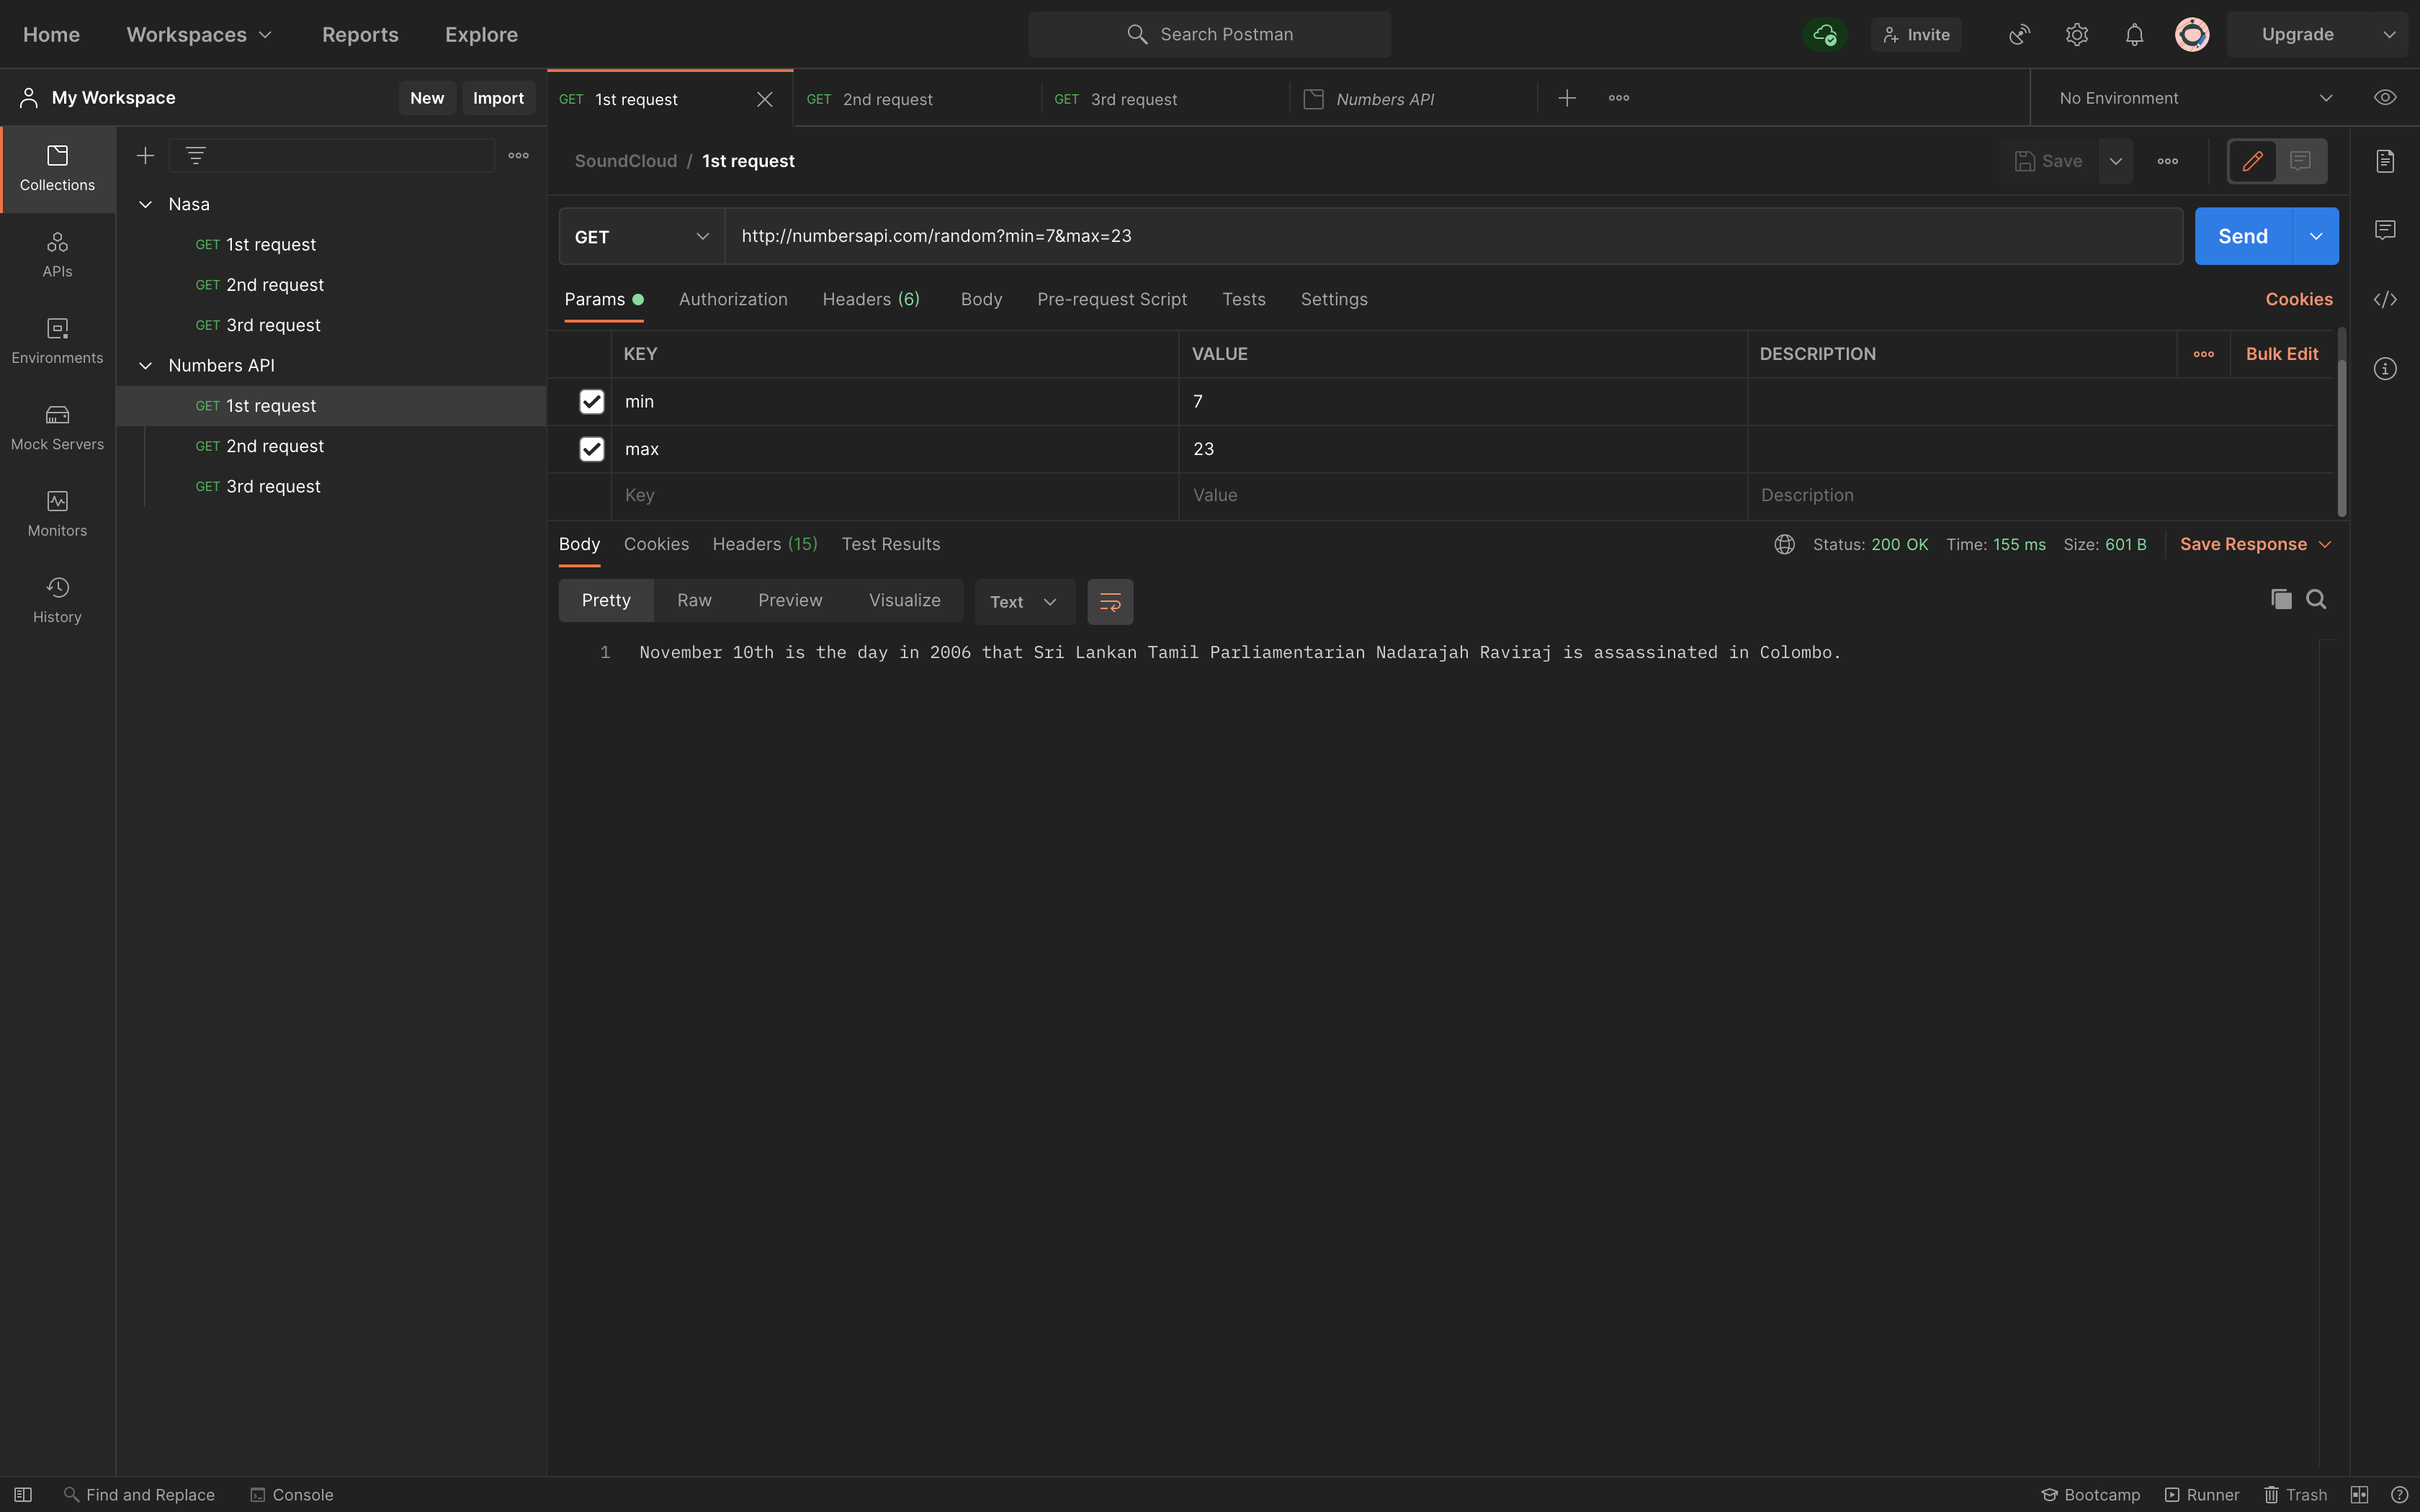 Home Workspaces Reports Explore Search Postman Invite Upgrade
My Workspace New Import
GET 1st request GET 2nd request GET 3rd request Numbers API No Environment
Collections
APIs
Environments
Mock Servers
Monitors
History
Nasa
GET 1st request
GET 2nd request
GET 3rd request
Numbers API
GET 1st request
GET 2nd request
GET 3rd request
SoundCloud / 1st request Save
GET http://numbersapi.com/random?min=7&max=23 Send
Params Authorization Headers (6) Body Pre-request Script Tests Settings Cookies
KEY VALUE DESCRIPTION Bulk Edit
min 7
max 23
Key Value Description
Body Cookies Headers (15) Test Results Status: 200 OK Time: 155 ms Size: 601 B Save Response
Pretty Raw Preview Visualize Text
1 November 10th is the day in 2006 that Sri Lankan Tamil Parliamentarian Nadarajah Raviraj is assassinated in Colombo.
Find and Replace Console Bootcamp Runner Trash